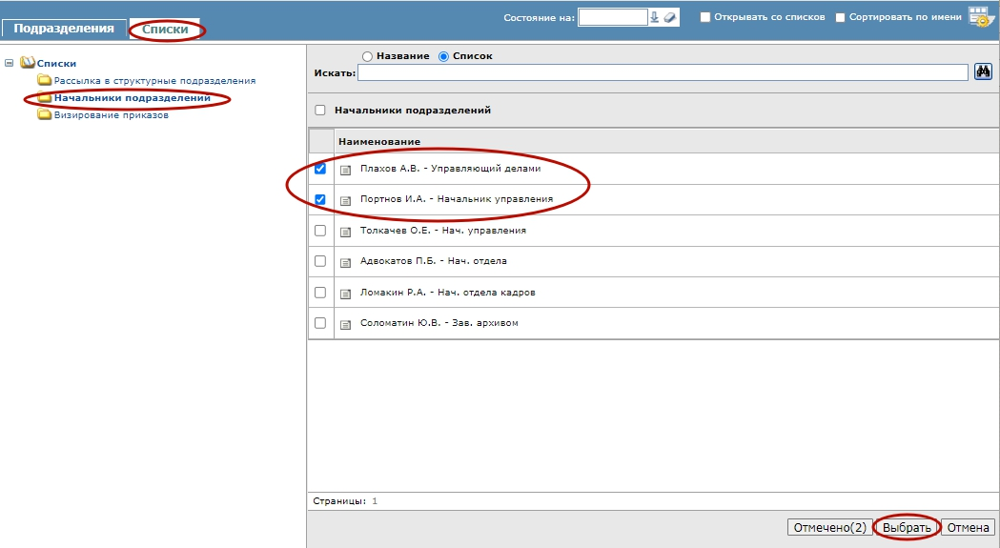 Подразделения
Списки
Состояние на:
Открывать со списков
Сортировать по имени
Списки
Рассылка в структурные подразделения
Начальники подразделений
Визирование приказов
Название
Список
Искать:
Начальники подразделений
Наименование
Плахов А.В. - Управляющий делами
Портнов И.А. - Начальник управления
Толкачев О.Е. - Нач. управления
Адвокатов П.Б. - Нач. отдела
Ломакин Р.А. - Нач. отдела кадров
Соломатин Ю.В. - Зав. архивом
Страницы: 1
Отмечено(2)
Выбрать
Отмена